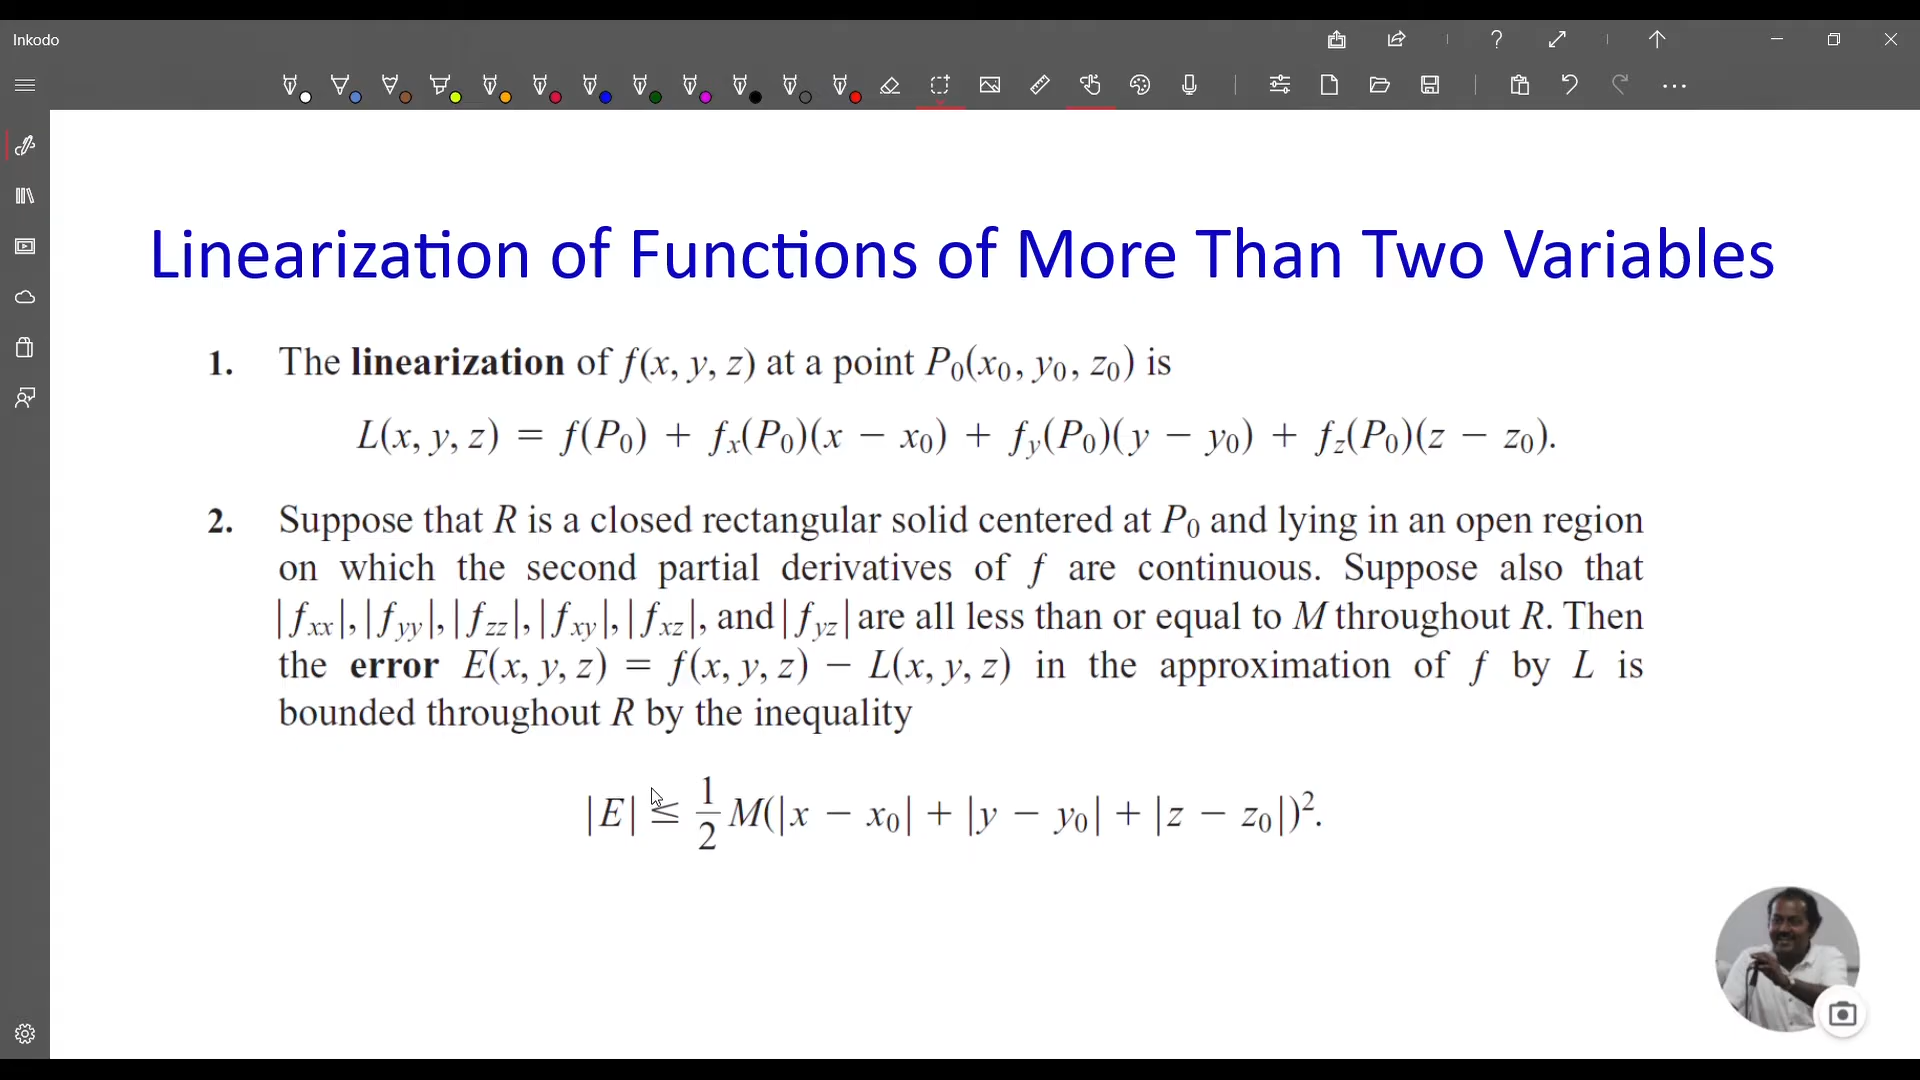 Inkodo
Linearization of Functions of More Than Two Variables
1. The linearization of f(x, y, z) at a point P₀(x₀, y₀, z₀) is
L(x, y, z) = f(P₀) + fₓ(P₀)(x − x₀) + f_y(P₀)(y − y₀) + f_z(P₀)(z − z₀).
2. Suppose that R is a closed rectangular solid centered at P₀ and lying in an open region
on which the second partial derivatives of f are continuous. Suppose also that
|f_xx|, |f_yy|, |f_zz|, |f_xy|, |f_xz|, and |f_yz| are all less than or equal to M throughout R. Then
the error E(x, y, z) = f(x, y, z) − L(x, y, z) in the approximation of f by L is
bounded throughout R by the inequality
|E| ≤ 1/2 M(|x − x₀| + |y − y₀| + |z − z₀|)².